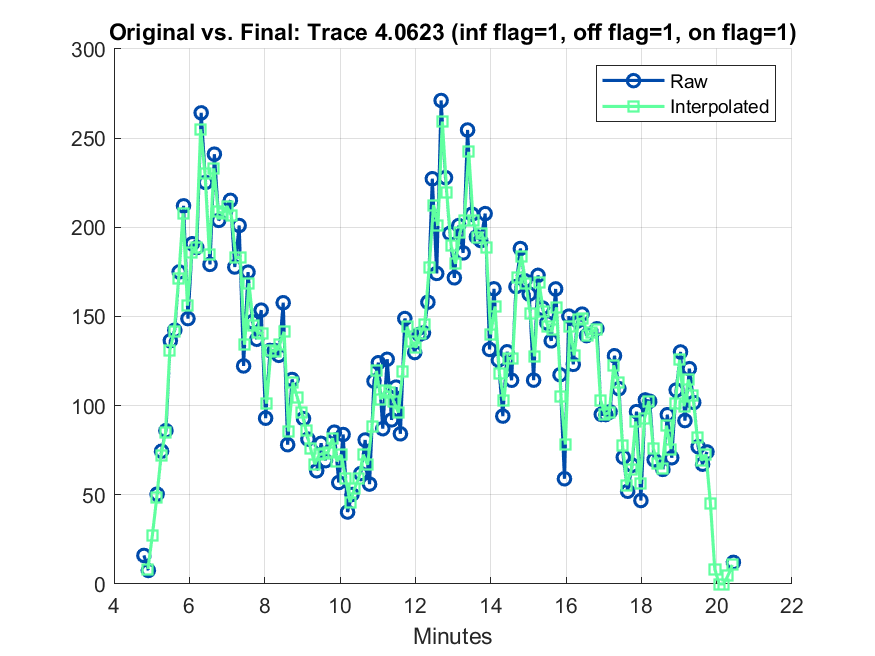 Original vs. Final: Trace 4.0623 (inf flag=1, off flag=1, on flag=1)
300
250
200
150
100
50
0
Raw
Interpolated
4 6 8 10 12 14 16 18 20 22
Minutes